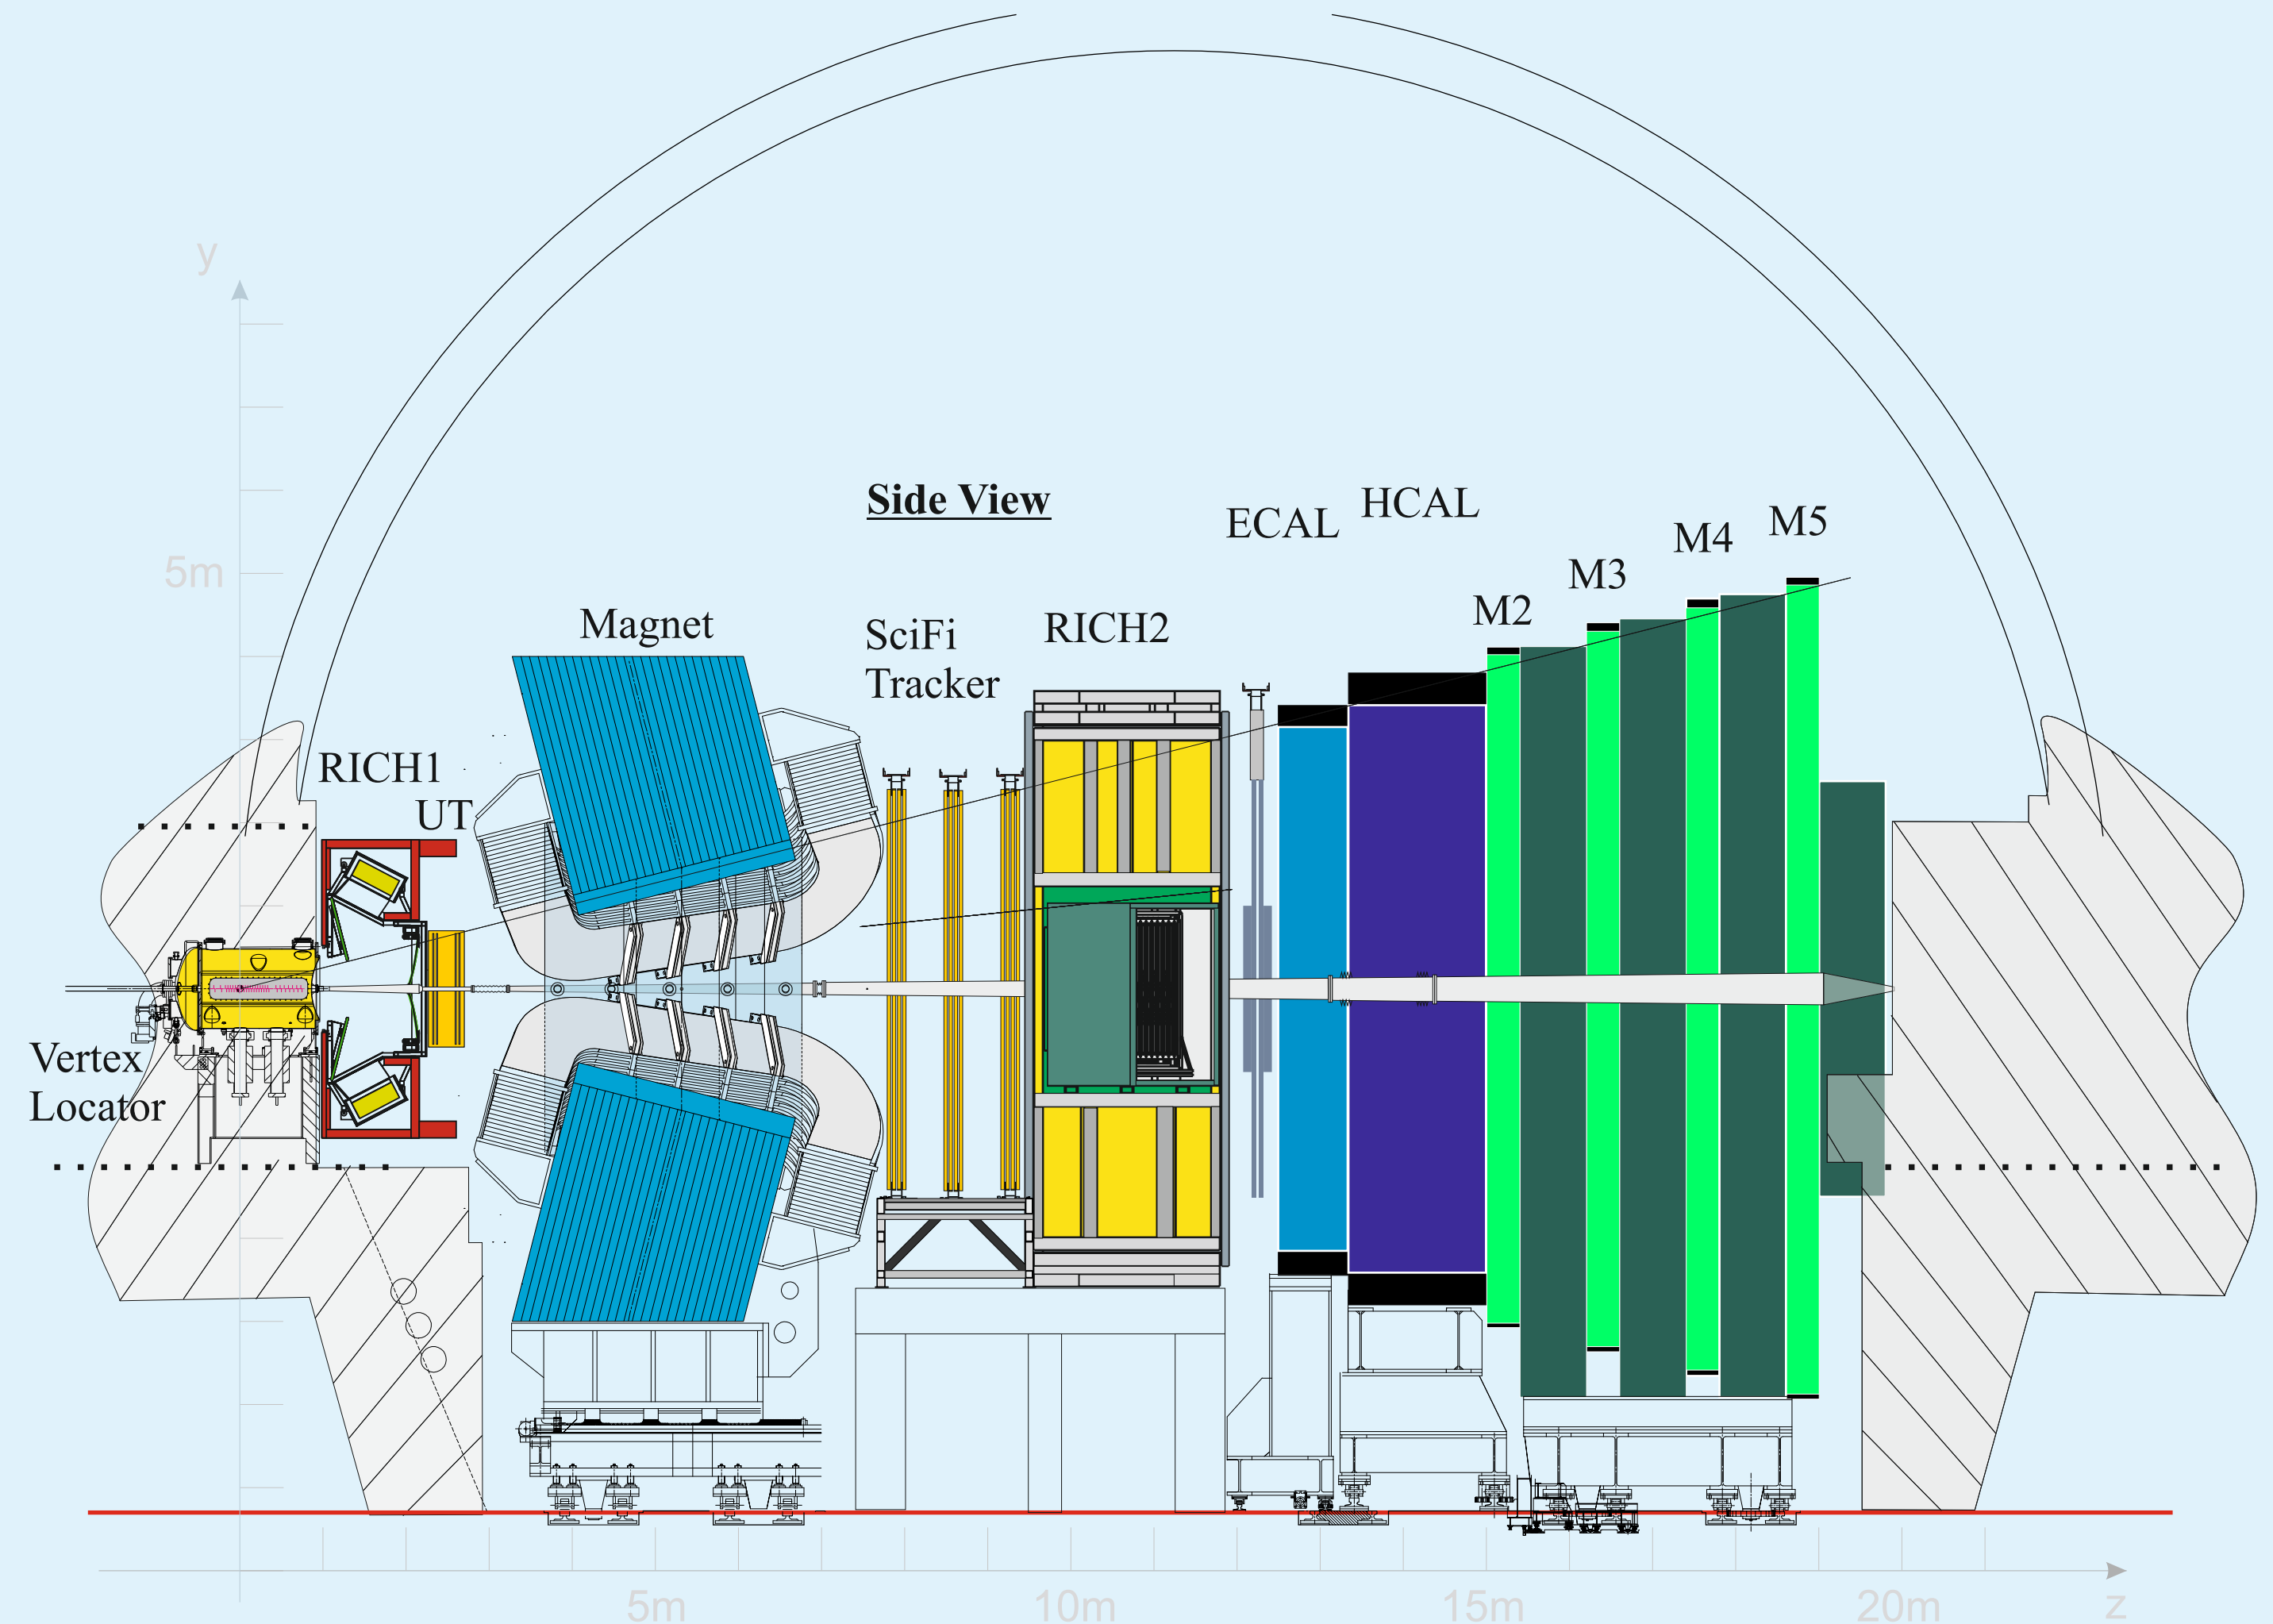 y
Side View
ECAL
HCAL
M5
M4
5m
M3
M2
Magnet
SciFi
Tracker
RICH2
RICH1
UT
Vertex
Locator
5m
10m
15m
20m
z